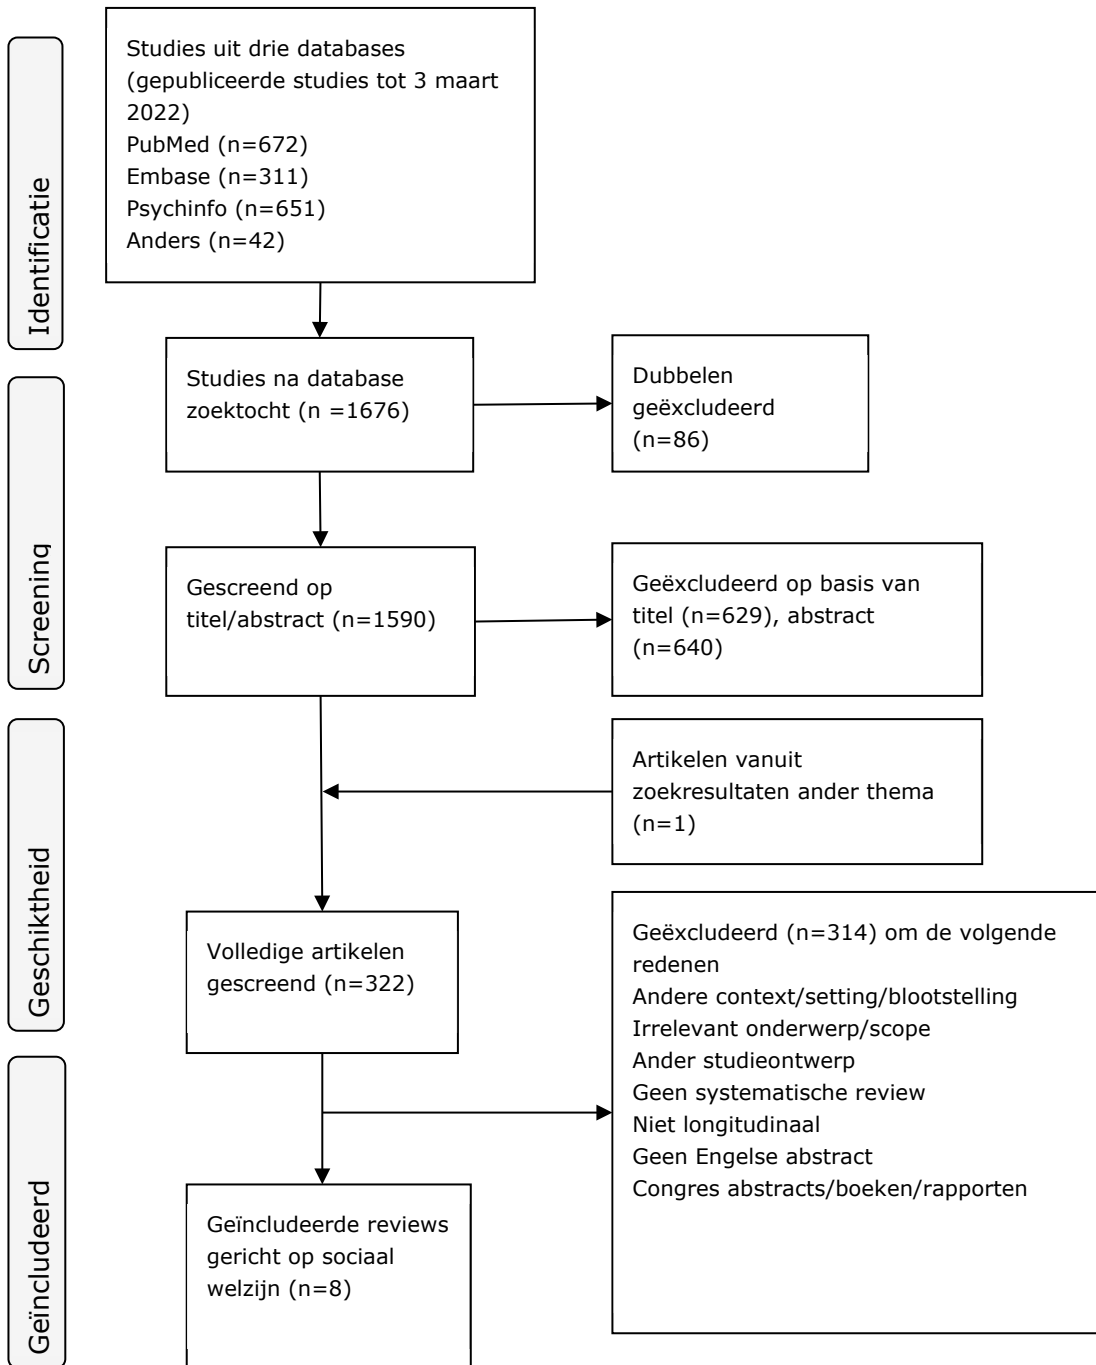 Identificatie
Studies uit drie databases
(gepubliceerde studies tot 3 maart
2022)
PubMed (n=672)
Embase (n=311)
Psychinfo (n=651)
Anders (n=42)
Screening
Studies na database
zoektocht (n =1676)
Dubbelen
geëxcludeerd
(n=86)
Gescreend op
titel/abstract (n=1590)
Geëxcludeerd op basis van
titel (n=629), abstract
(n=640)
Geschiktheid
Artikelen vanuit
zoekresultaten ander thema
(n=1)
Volledige artikelen
gescreend (n=322)
Geëxcludeerd (n=314) om de volgende
redenen
Andere context/setting/blootstelling
Irrelevant onderwerp/scope
Ander studieontwerp
Geen systematische review
Niet longitudinaal
Geen Engelse abstract
Congres abstracts/boeken/rapporten
Geïncludeerd
Geïncludeerde reviews
gericht op sociaal
welzijn (n=8)